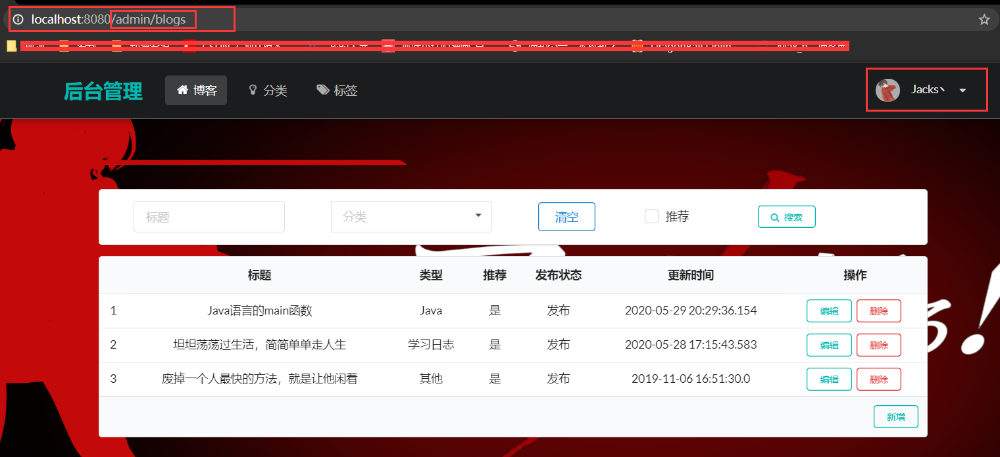 localhost:8080/admin/blogs
后台管理 博客 分类 标签 Jacks丶
标题 分类 清空 推荐 搜索
标题 类型 推荐 发布状态 更新时间 操作
1 Java语言的main函数 Java 是 发布 2020-05-29 20:29:36.154 编辑 删除
2 坦坦荡荡过生活，简简单单走人生 学习日志 是 发布 2020-05-28 17:15:43.583 编辑 删除
3 废掉一个人最快的方法，就是让他闲着 其他 是 发布 2019-11-06 16:51:30.0 编辑 删除
新增